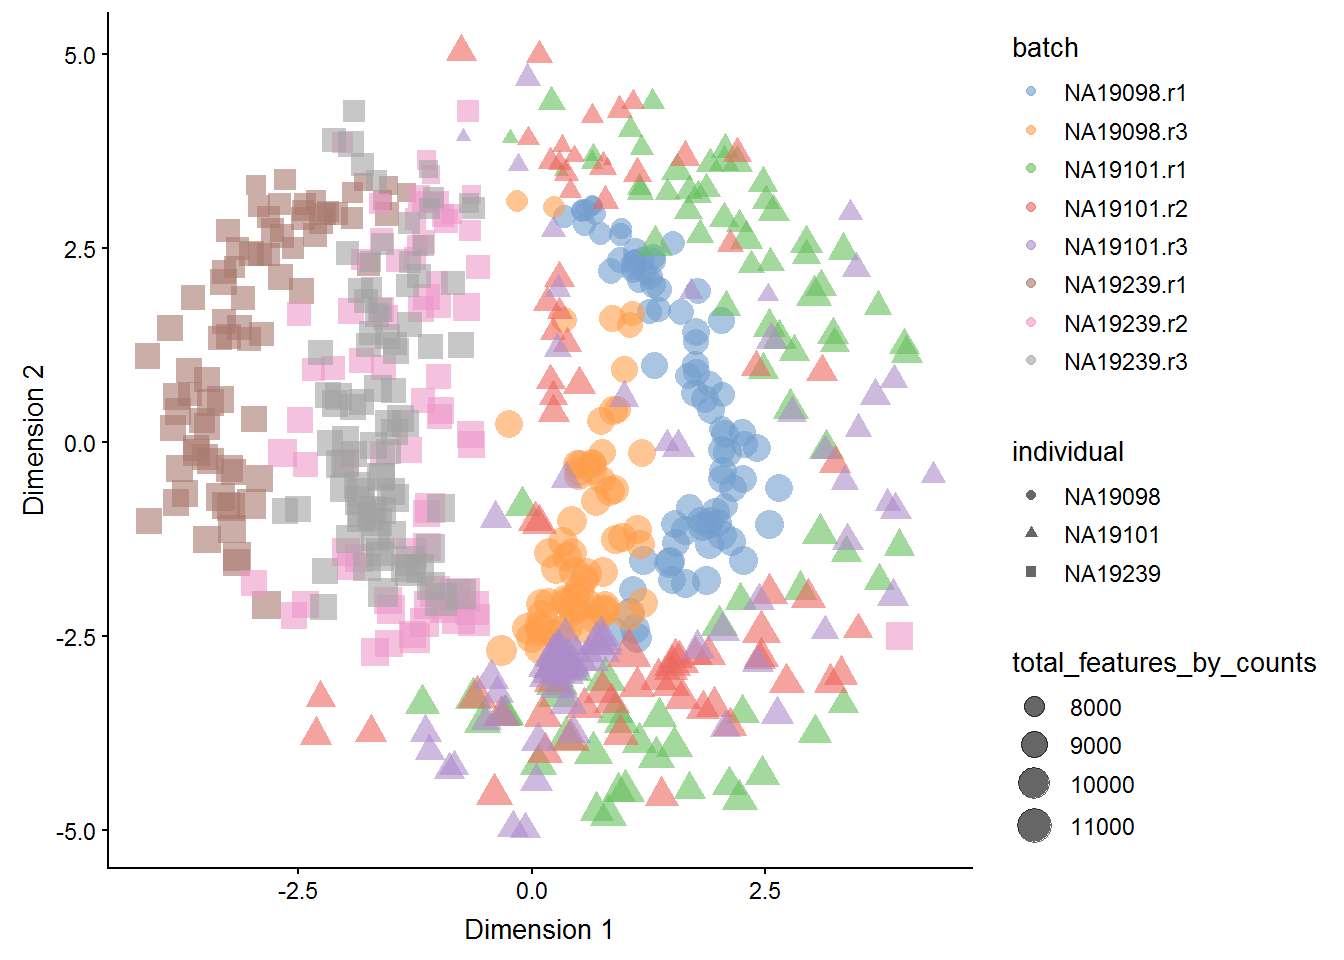 5.0
2.5
0.0
-2.5
-5.0
Dimension 2
-2.5
0.0
2.5
Dimension 1
batch
NA19098.r1
NA19098.r3
NA19101.r1
NA19101.r2
NA19101.r3
NA19239.r1
NA19239.r2
NA19239.r3
individual
NA19098
NA19101
NA19239
total_features_by_counts
8000
9000
10000
11000